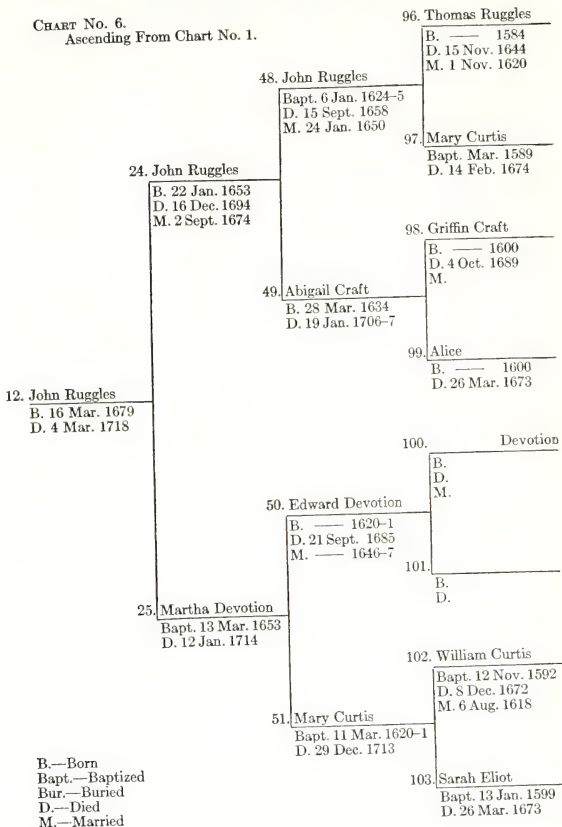 CHART No. 6.
Ascending From Chart No. 1.
96. Thomas Ruggles
B. —— 1584
D. 15 Nov. 1644
M. 1 Nov. 1620
48. John Ruggles
Bapt. 6 Jan. 1624–5
D. 15 Sept. 1658
M. 24 Jan. 1650
97. Mary Curtis
Bapt. Mar. 1589
D. 14 Feb. 1674
24. John Ruggles
B. 22 Jan. 1653
D. 16 Dec. 1694
M. 2 Sept. 1674
98. Griffin Craft
B. —— 1600
D. 4 Oct. 1689
M.
49. Abigail Craft
B. 28 Mar. 1634
D. 19 Jan. 1706–7
99. Alice
B. —— 1600
D. 26 Mar. 1673
12. John Ruggles
B. 16 Mar. 1679
D. 4 Mar. 1718
100. Devotion
B.
D.
M.
50. Edward Devotion
B. —— 1620–1
D. 21 Sept. 1685
M. —— 1646–7
101.
B.
D.
25. Martha Devotion
Bapt. 13 Mar. 1653
D. 12 Jan. 1714
102. William Curtis
Bapt. 12 Nov. 1592
D. 8 Dec. 1672
M. 6 Aug. 1618
51. Mary Curtis
Bapt. 11 Mar. 1620–1
D. 29 Dec. 1713
103. Sarah Eliot
Bapt. 13 Jan. 1599
D. 26 Mar. 1673
B.—Born
Bapt.—Baptized
Bur.—Buried
D.—Died
M.—Married